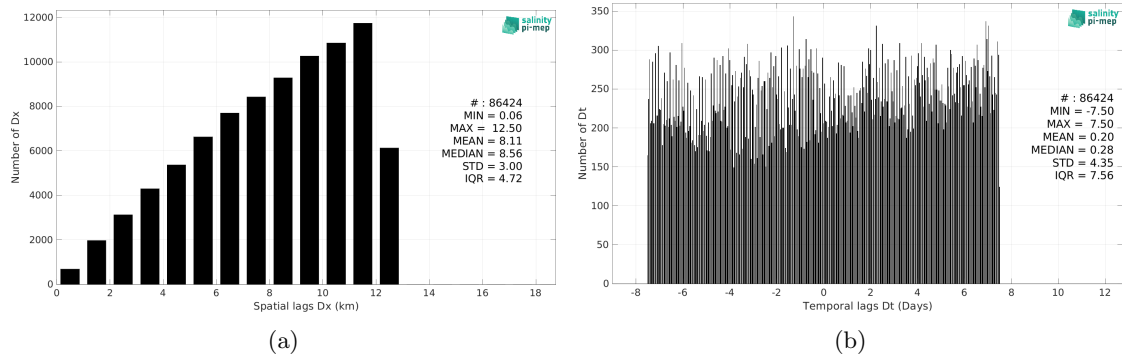 12000
10000
8000
6000
4000
2000
0
Number of Dx
0 2 4 6 8 10 12 14 16 18
Spatial lags Dx (km)
salinity
pi-mep
# : 86424
MIN = 0.06
MAX = 12.50
MEAN = 8.11
MEDIAN = 8.56
STD = 3.00
IQR = 4.72
(a)
350
300
250
200
150
100
50
0
Number of Dt
-8 -6 -4 -2 0 2 4 6 8 10 12
Temporal lags Dt (Days)
salinity
pi-mep
# : 86424
MIN = -7.50
MAX = 7.50
MEAN = 0.20
MEDIAN = 0.28
STD = 4.35
IQR = 7.56
(b)